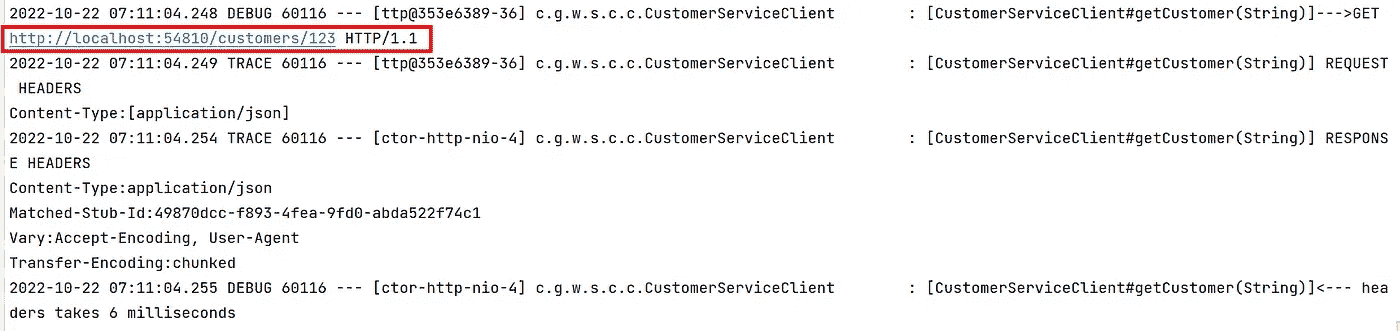 2022-10-22 07:11:04.248 DEBUG 60116 --- [ttp@353e6389-36] c.g.w.s.c.c.CustomerServiceClient : [CustomerServiceClient#getCustomer(String)]--->GET
http://localhost:54810/customers/123 HTTP/1.1
2022-10-22 07:11:04.249 TRACE 60116 --- [ttp@353e6389-36] c.g.w.s.c.c.CustomerServiceClient : [CustomerServiceClient#getCustomer(String)] REQUEST
HEADERS
Content-Type:[application/json]
2022-10-22 07:11:04.254 TRACE 60116 --- [ctor-http-nio-4] c.g.w.s.c.c.CustomerServiceClient : [CustomerServiceClient#getCustomer(String)] RESPONS
E HEADERS
Content-Type:application/json
Matched-Stub-Id:49870dcc-f893-4fea-9fd0-abda522f74c1
Vary:Accept-Encoding, User-Agent
Transfer-Encoding:chunked
2022-10-22 07:11:04.255 DEBUG 60116 --- [ctor-http-nio-4] c.g.w.s.c.c.CustomerServiceClient : [CustomerServiceClient#getCustomer(String)]<--- hea
ders takes 6 milliseconds